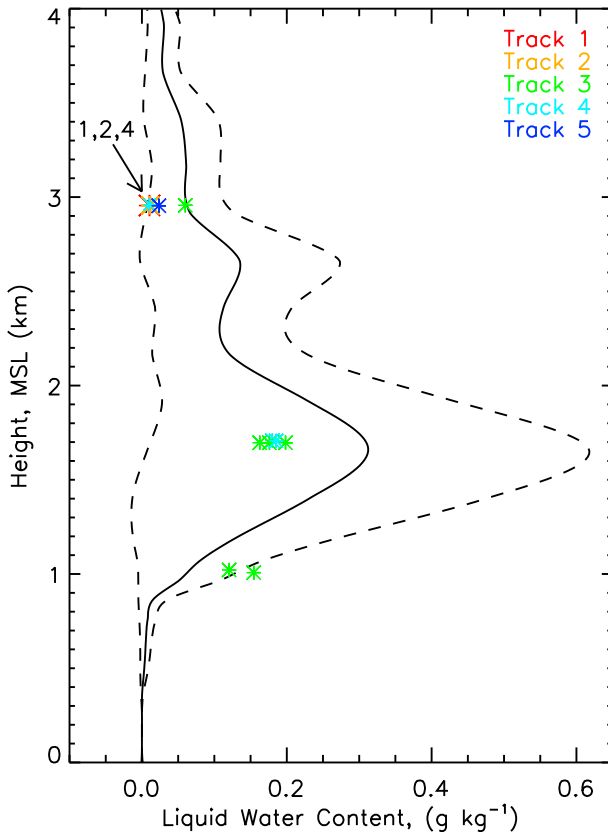 4
Track 1
Track 2
Track 3
Track 4
Track 5
1,2,4
3
Height, MSL (km)
2
1
0
0.0 0.2 0.4 0.6
Liquid Water Content, (g kg⁻¹)